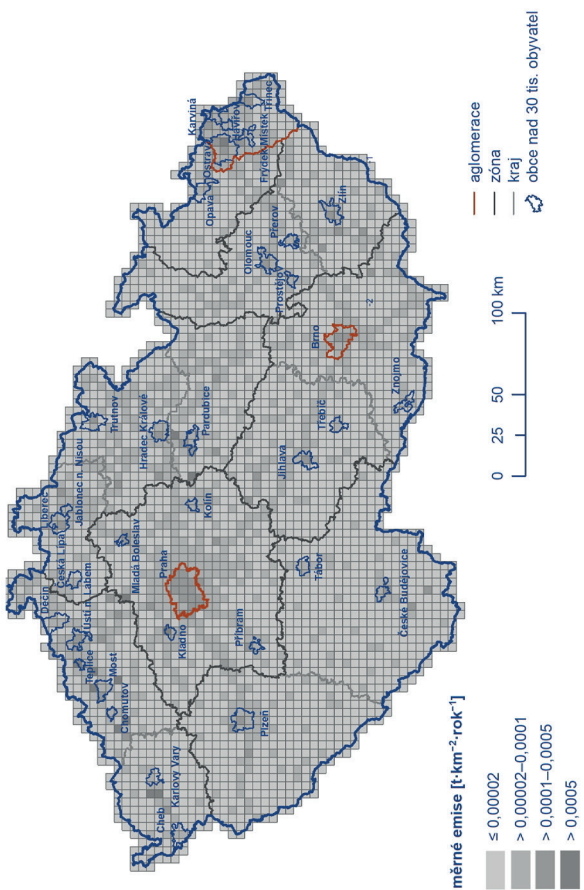 Děčín
Liberec
Jablonec n. Nisou
Česká Lípa
Ústí n. Labem
Teplice
Most
Chomutov
Cheb
Karlovy Vary
Trutnov
Hradec Králové
Pardubice
Mladá Boleslav
Praha
Kladno
Kolín
Příbram
Plzeň
Tábor
České Budějovice
Jihlava
Třebíč
Znojmo
Brno
Olomouc
Prostějov
Přerov
Zlín
Opava
Ostrava
Karviná
Havířov
Frýdek Místek
Třinec
-2
měrné emise [t·km⁻²·rok⁻¹]
≤ 0,00002
> 0,00002–0,0001
> 0,0001–0,0005
> 0,0005
0 25 50 100 km
aglomerace
zóna
kraj
obce nad 30 tis. obyvatel